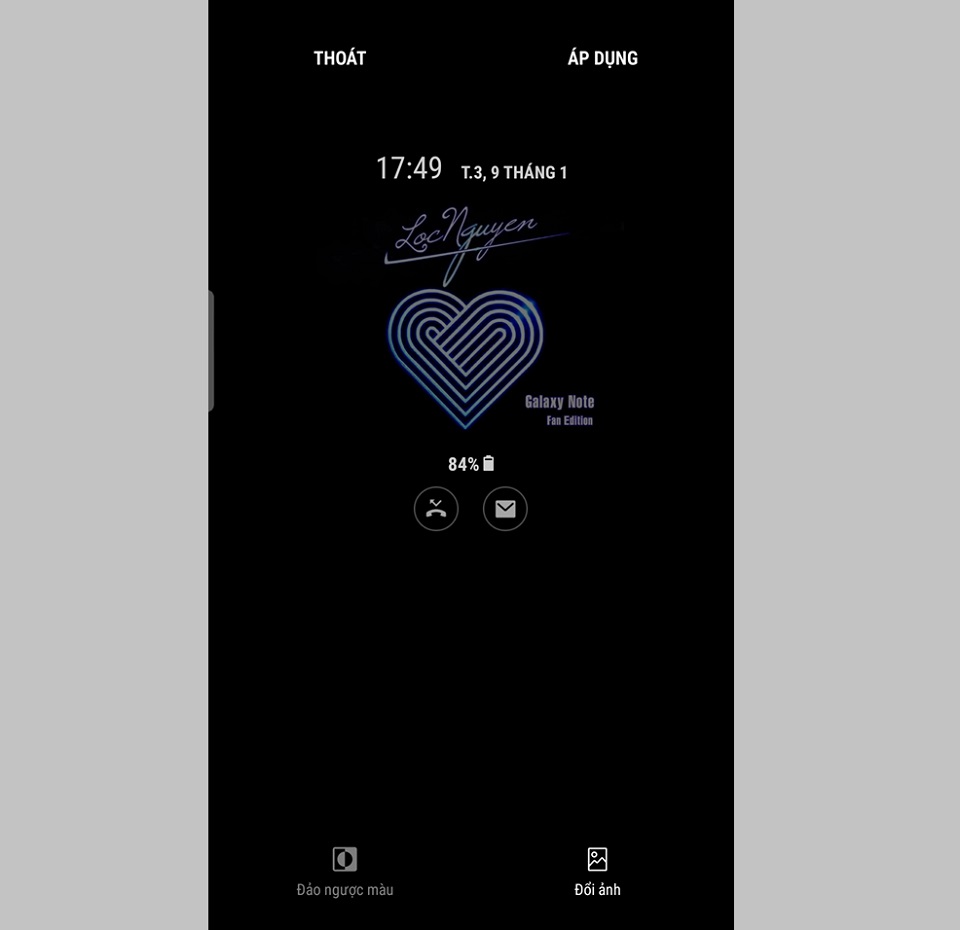 THOÁT ÁP DỤNG
17:49 T.3, 9 THÁNG 1
LocNguyen
Galaxy Note
Fan Edition
84%
Đảo ngược màu Đổi ảnh